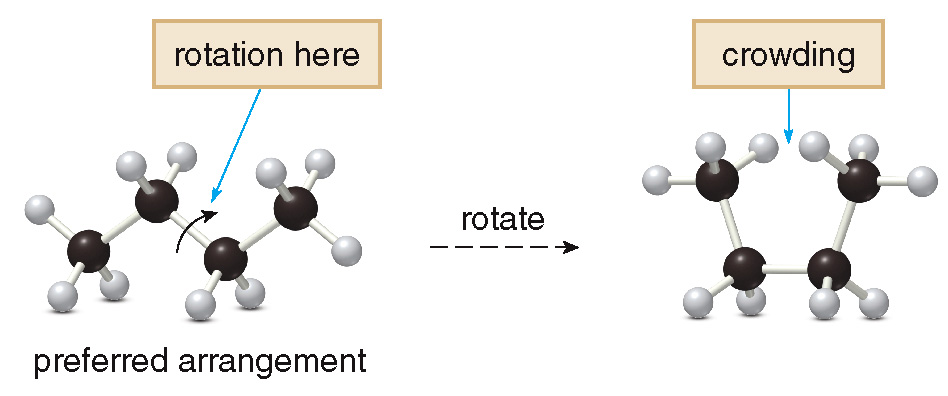 rotation here
crowding
rotate
preferred arrangement